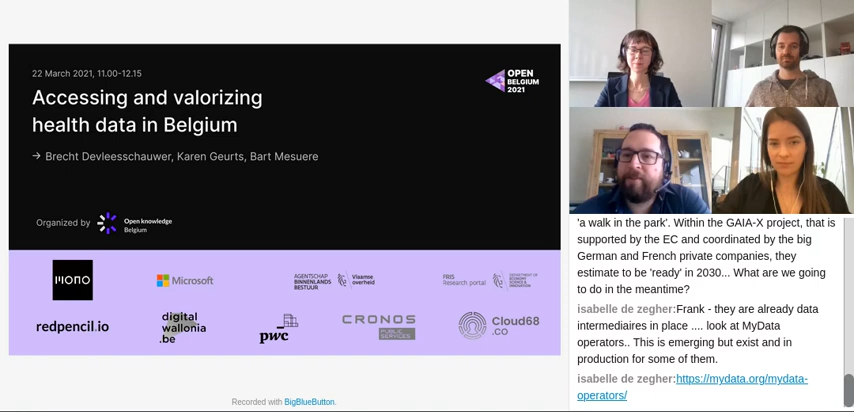 22 March 2021, 11.00-12.15
Accessing and valorizing
health data in Belgium
→ Brecht Devleesschauwer, Karen Geurts, Bart Mesuere
OPEN
BELGIUM
2021
Organized by
Open knowledge
Belgium
MONO
Microsoft
AGENTSCHAP
BINNENLANDS
BESTUUR
Vlaamse
overheid
FRIS
Research portal
DEPARTMENT OF
ECONOMY
SCIENCE &
INNOVATION
redpencil.io
digital
wallonia
.be
pwc
CRONOS
PUBLIC
SERVICES
Cloud68
.co
Recorded with BigBlueButton.
'a walk in the park'. Within the GAIA-X project, that is
supported by the EC and coordinated by the big
German and French private companies, they
estimate to be 'ready' in 2030... What are we going
to do in the meantime?
isabelle de zegher:Frank - they are already data
intermediaires in place .... look at MyData
operators.. This is emerging but exist and in
production for some of them.
isabelle de zegher:https://mydata.org/mydata-
operators/